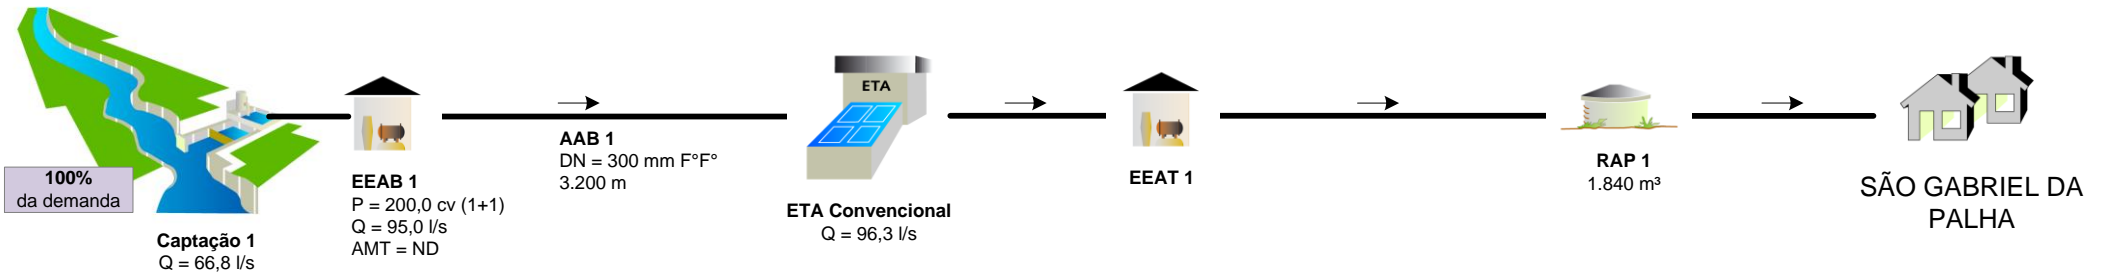 100%
da demanda
Captação 1
Q = 66,8 l/s
EEAB 1
P = 200,0 cv (1+1)
Q = 95,0 l/s
AMT = ND
AAB 1
DN = 300 mm F°F°
3.200 m
ETA
ETA Convencional
Q = 96,3 l/s
EEAT 1
RAP 1
1.840 m³
SÃO GABRIEL DA
PALHA